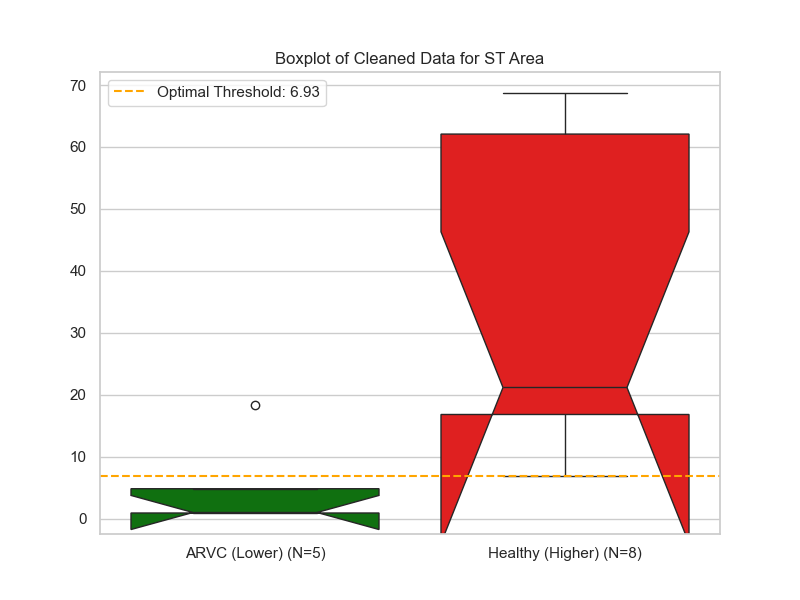 Boxplot of Cleaned Data for ST Area
Optimal Threshold: 6.93
70
60
50
40
30
20
10
0
ARVC (Lower) (N=5)
Healthy (Higher) (N=8)